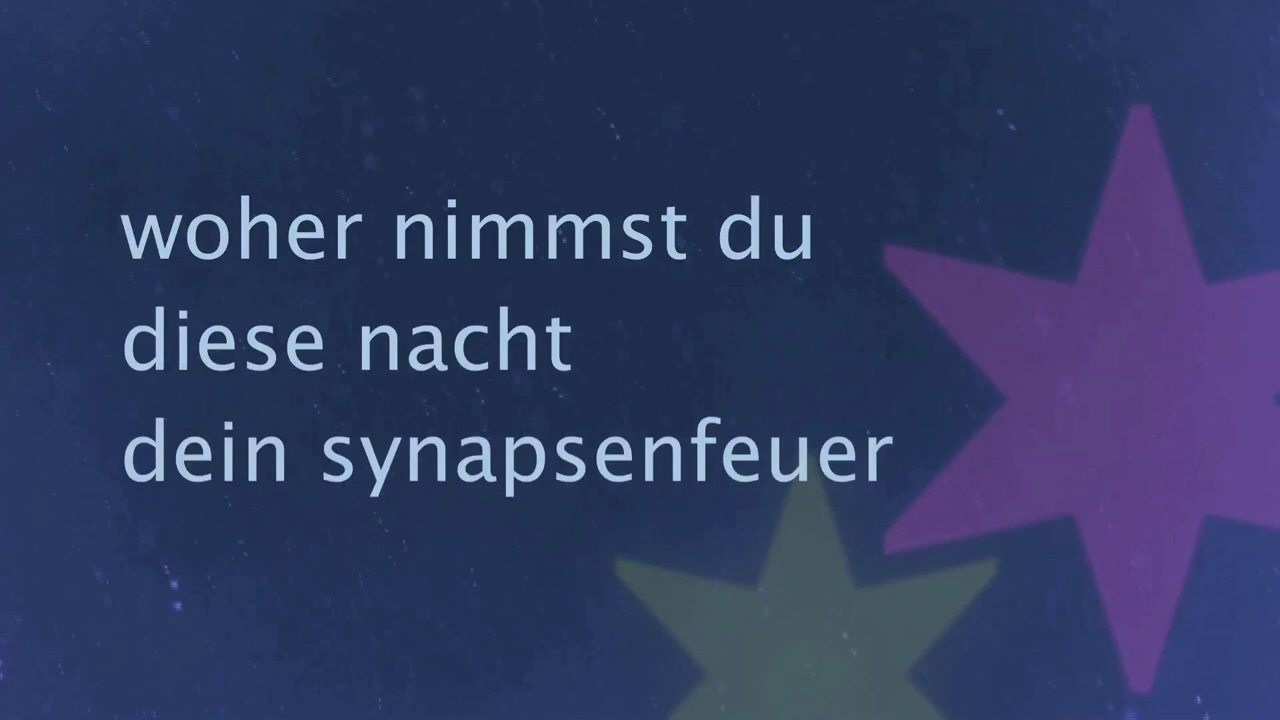 woher nimmst du
diese nacht
dein synapsenfeuer